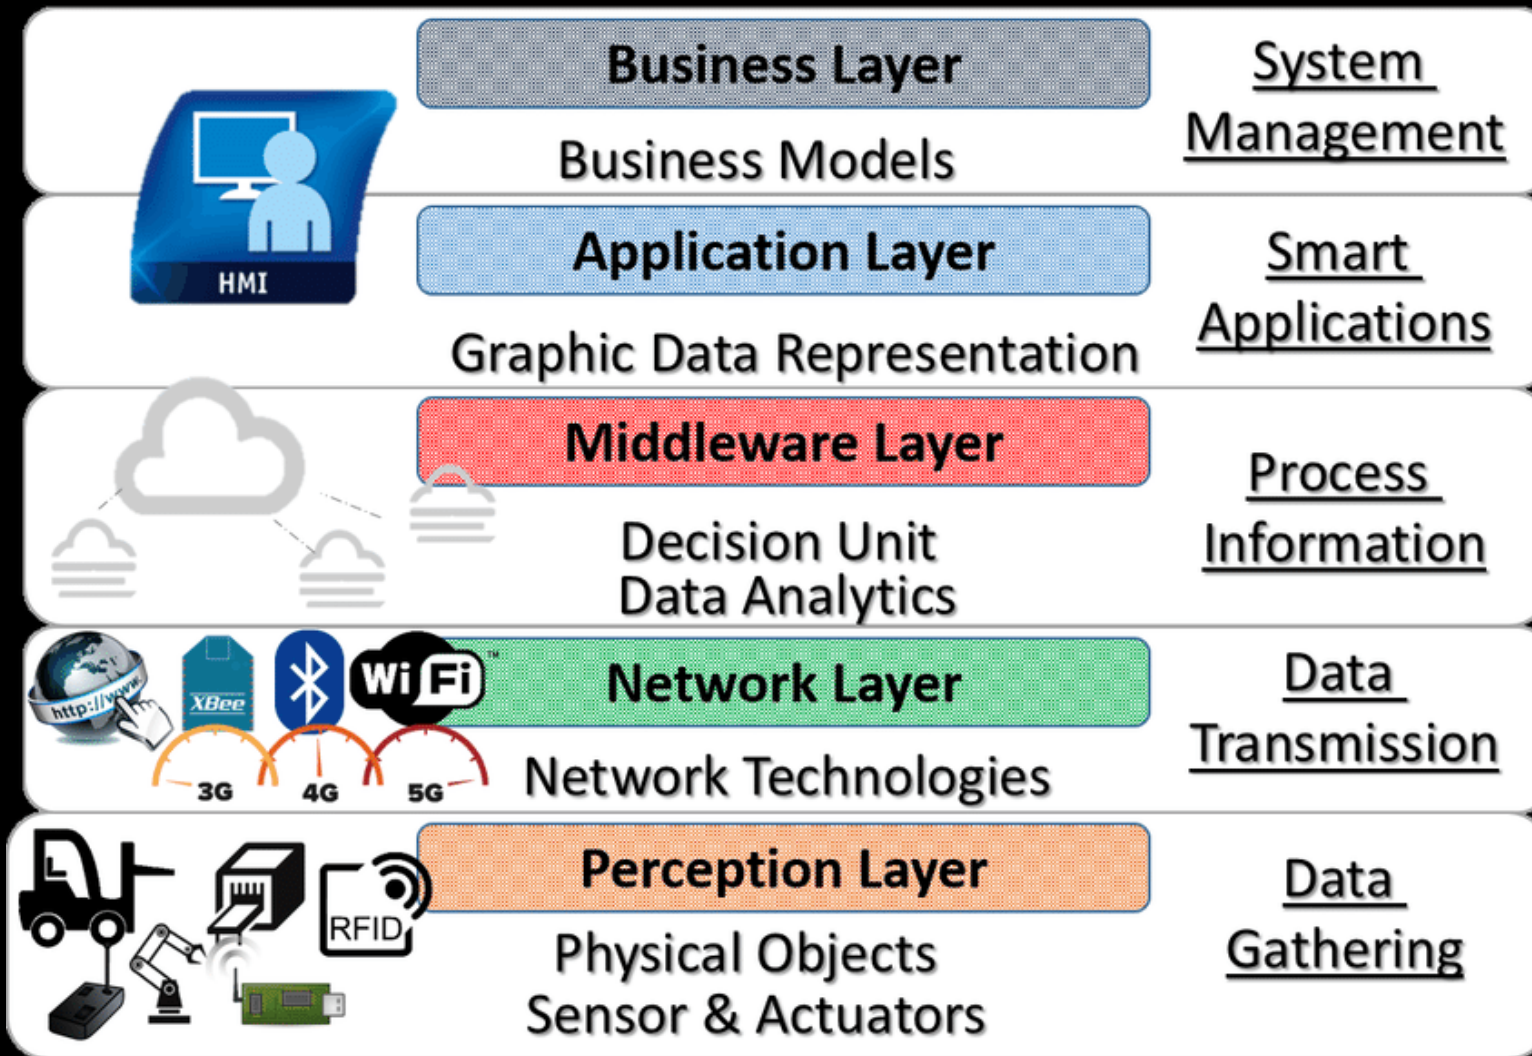 Business Layer
Business Models
System
Management
HMI
Application Layer
Graphic Data Representation
Smart
Applications
Middleware Layer
Decision Unit
Data Analytics
Process
Information
http://www.
XBee
WiFi™
3G
4G
5G
Network Layer
Network Technologies
Data
Transmission
RFID
Perception Layer
Physical Objects
Sensor & Actuators
Data
Gathering